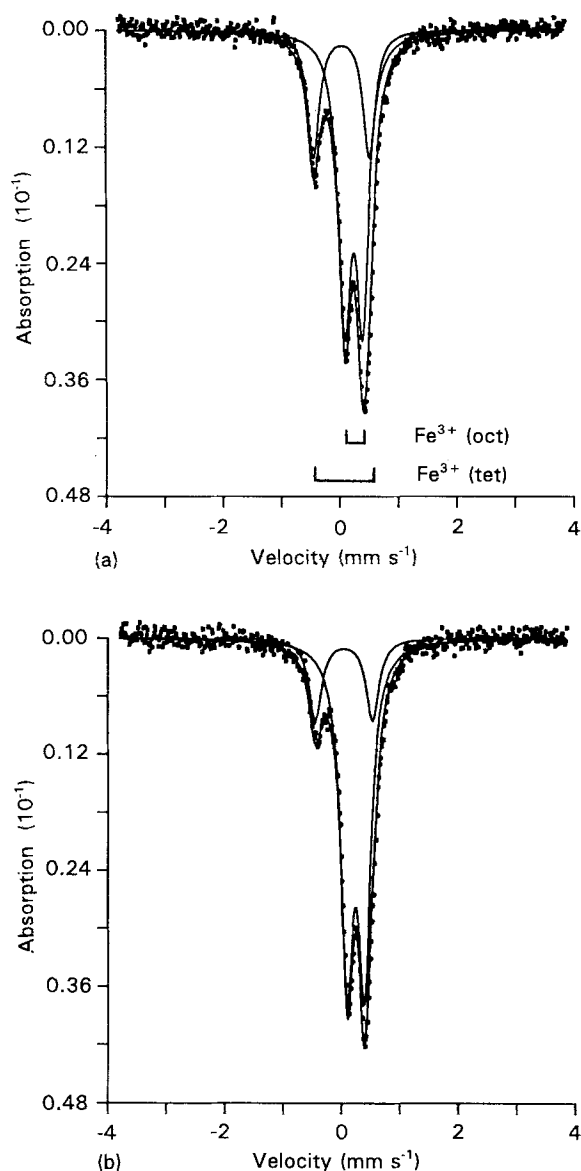 0.00
0.12
0.24
0.36
0.48
Absorption (10⁻¹)
Fe³⁺ (oct)
Fe³⁺ (tet)
-4 -2 0 2 4
(a) Velocity (mm s⁻¹)
0.00
0.12
0.24
0.36
0.48
Absorption (10⁻¹)
-4 -2 0 2 4
(b) Velocity (mm s⁻¹)